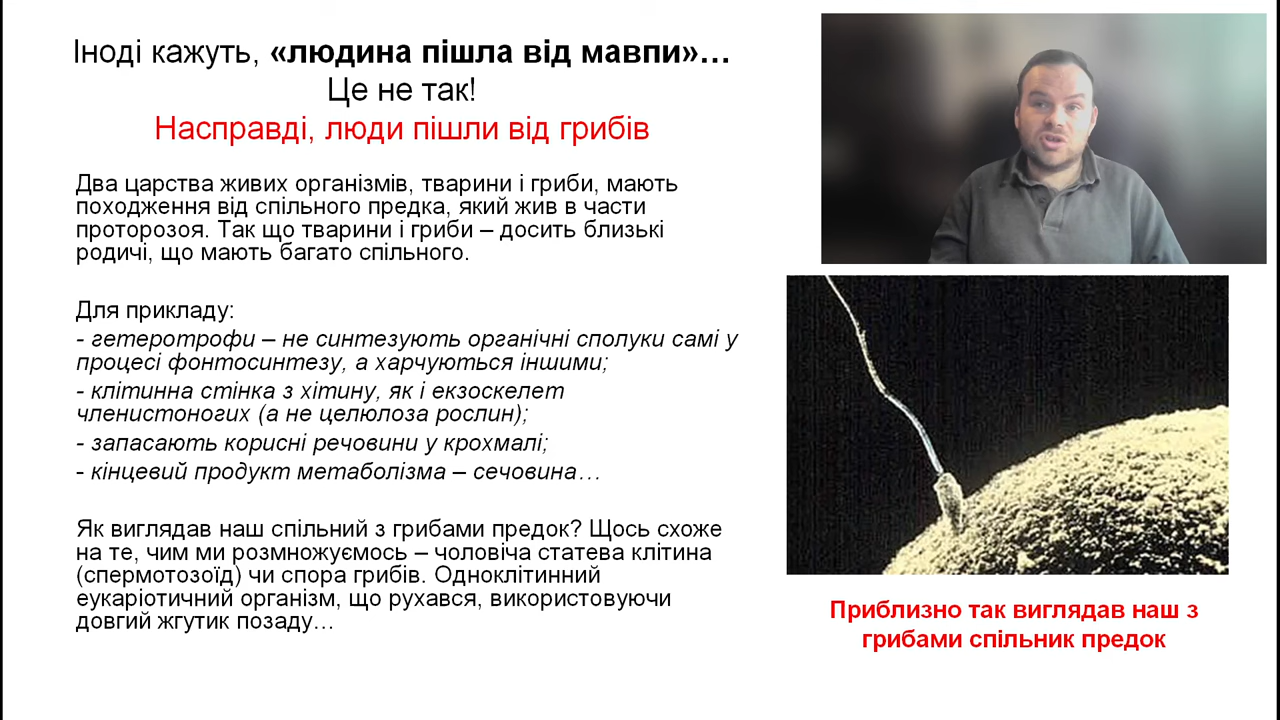 Іноді кажуть, «людина пішла від мавпи»…
Це не так!
Насправді, люди пішли від грибів
Два царства живих організмів, тварини і гриби, мають
походження від спільного предка, який жив в части
проторозоя. Так що тварини і гриби – досить близькі
родичі, що мають багато спільного.
Для прикладу:
- гетеротрофи – не синтезують органічні сполуки самі у
процесі фонтосинтезу, а харчуються іншими;
- клітинна стінка з хітину, як і екзоскелет
членистоногих (а не целюлоза рослин);
- запасають корисні речовини у крохмалі;
- кінцевий продукт метаболізма – сечовина…
Як виглядав наш спільний з грибами предок? Щось схоже
на те, чим ми розмножуємось – чоловіча статева клітина
(спермотозоїд) чи спора грибів. Одноклітинний
еукаріотичний организм, що рухався, використовуючи
довгий жгутик позаду…
Приблизно так виглядав наш з
грибами спільник предок